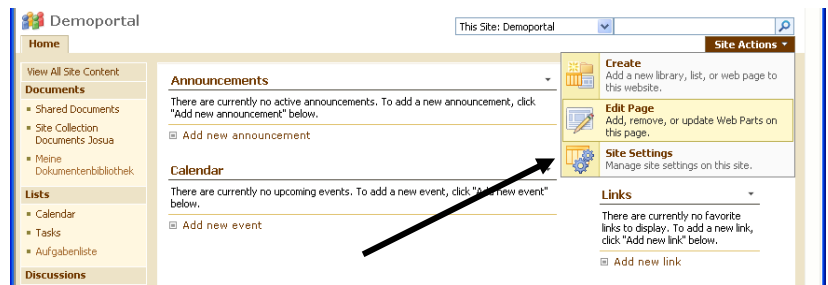 Demoportal
This Site: Demoportal
Home
Site Actions
View All Site Content
Documents
Shared Documents
Site Collection
Documents Josua
Meine
Dokumentenbibliothek
Lists
Calendar
Tasks
Aufgabenliste
Discussions
Announcements
There are currently no active announcements. To add a new announcement, click
"Add new announcement" below.
Add new announcement
Calendar
There are currently no upcoming events. To add a new event, click "Add new event"
below.
Add new event
Create
Add a new library, list, or web page to
this website.
Edit Page
Add, remove, or update Web Parts on
this page.
Site Settings
Manage site settings on this site.
Links
There are currently no favorite
links to display. To add a new link,
click "Add new link" below.
Add new link